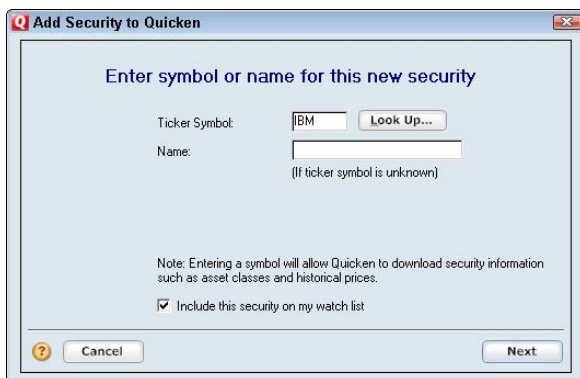 Add Security to Quicken
Enter symbol or name for this new security
Ticker Symbol: IBM Look Up...
Name:
(If ticker symbol is unknown)
Note: Entering a symbol will allow Quicken to download security information
such as asset classes and historical prices.
Include this security on my watch list
? Cancel Next